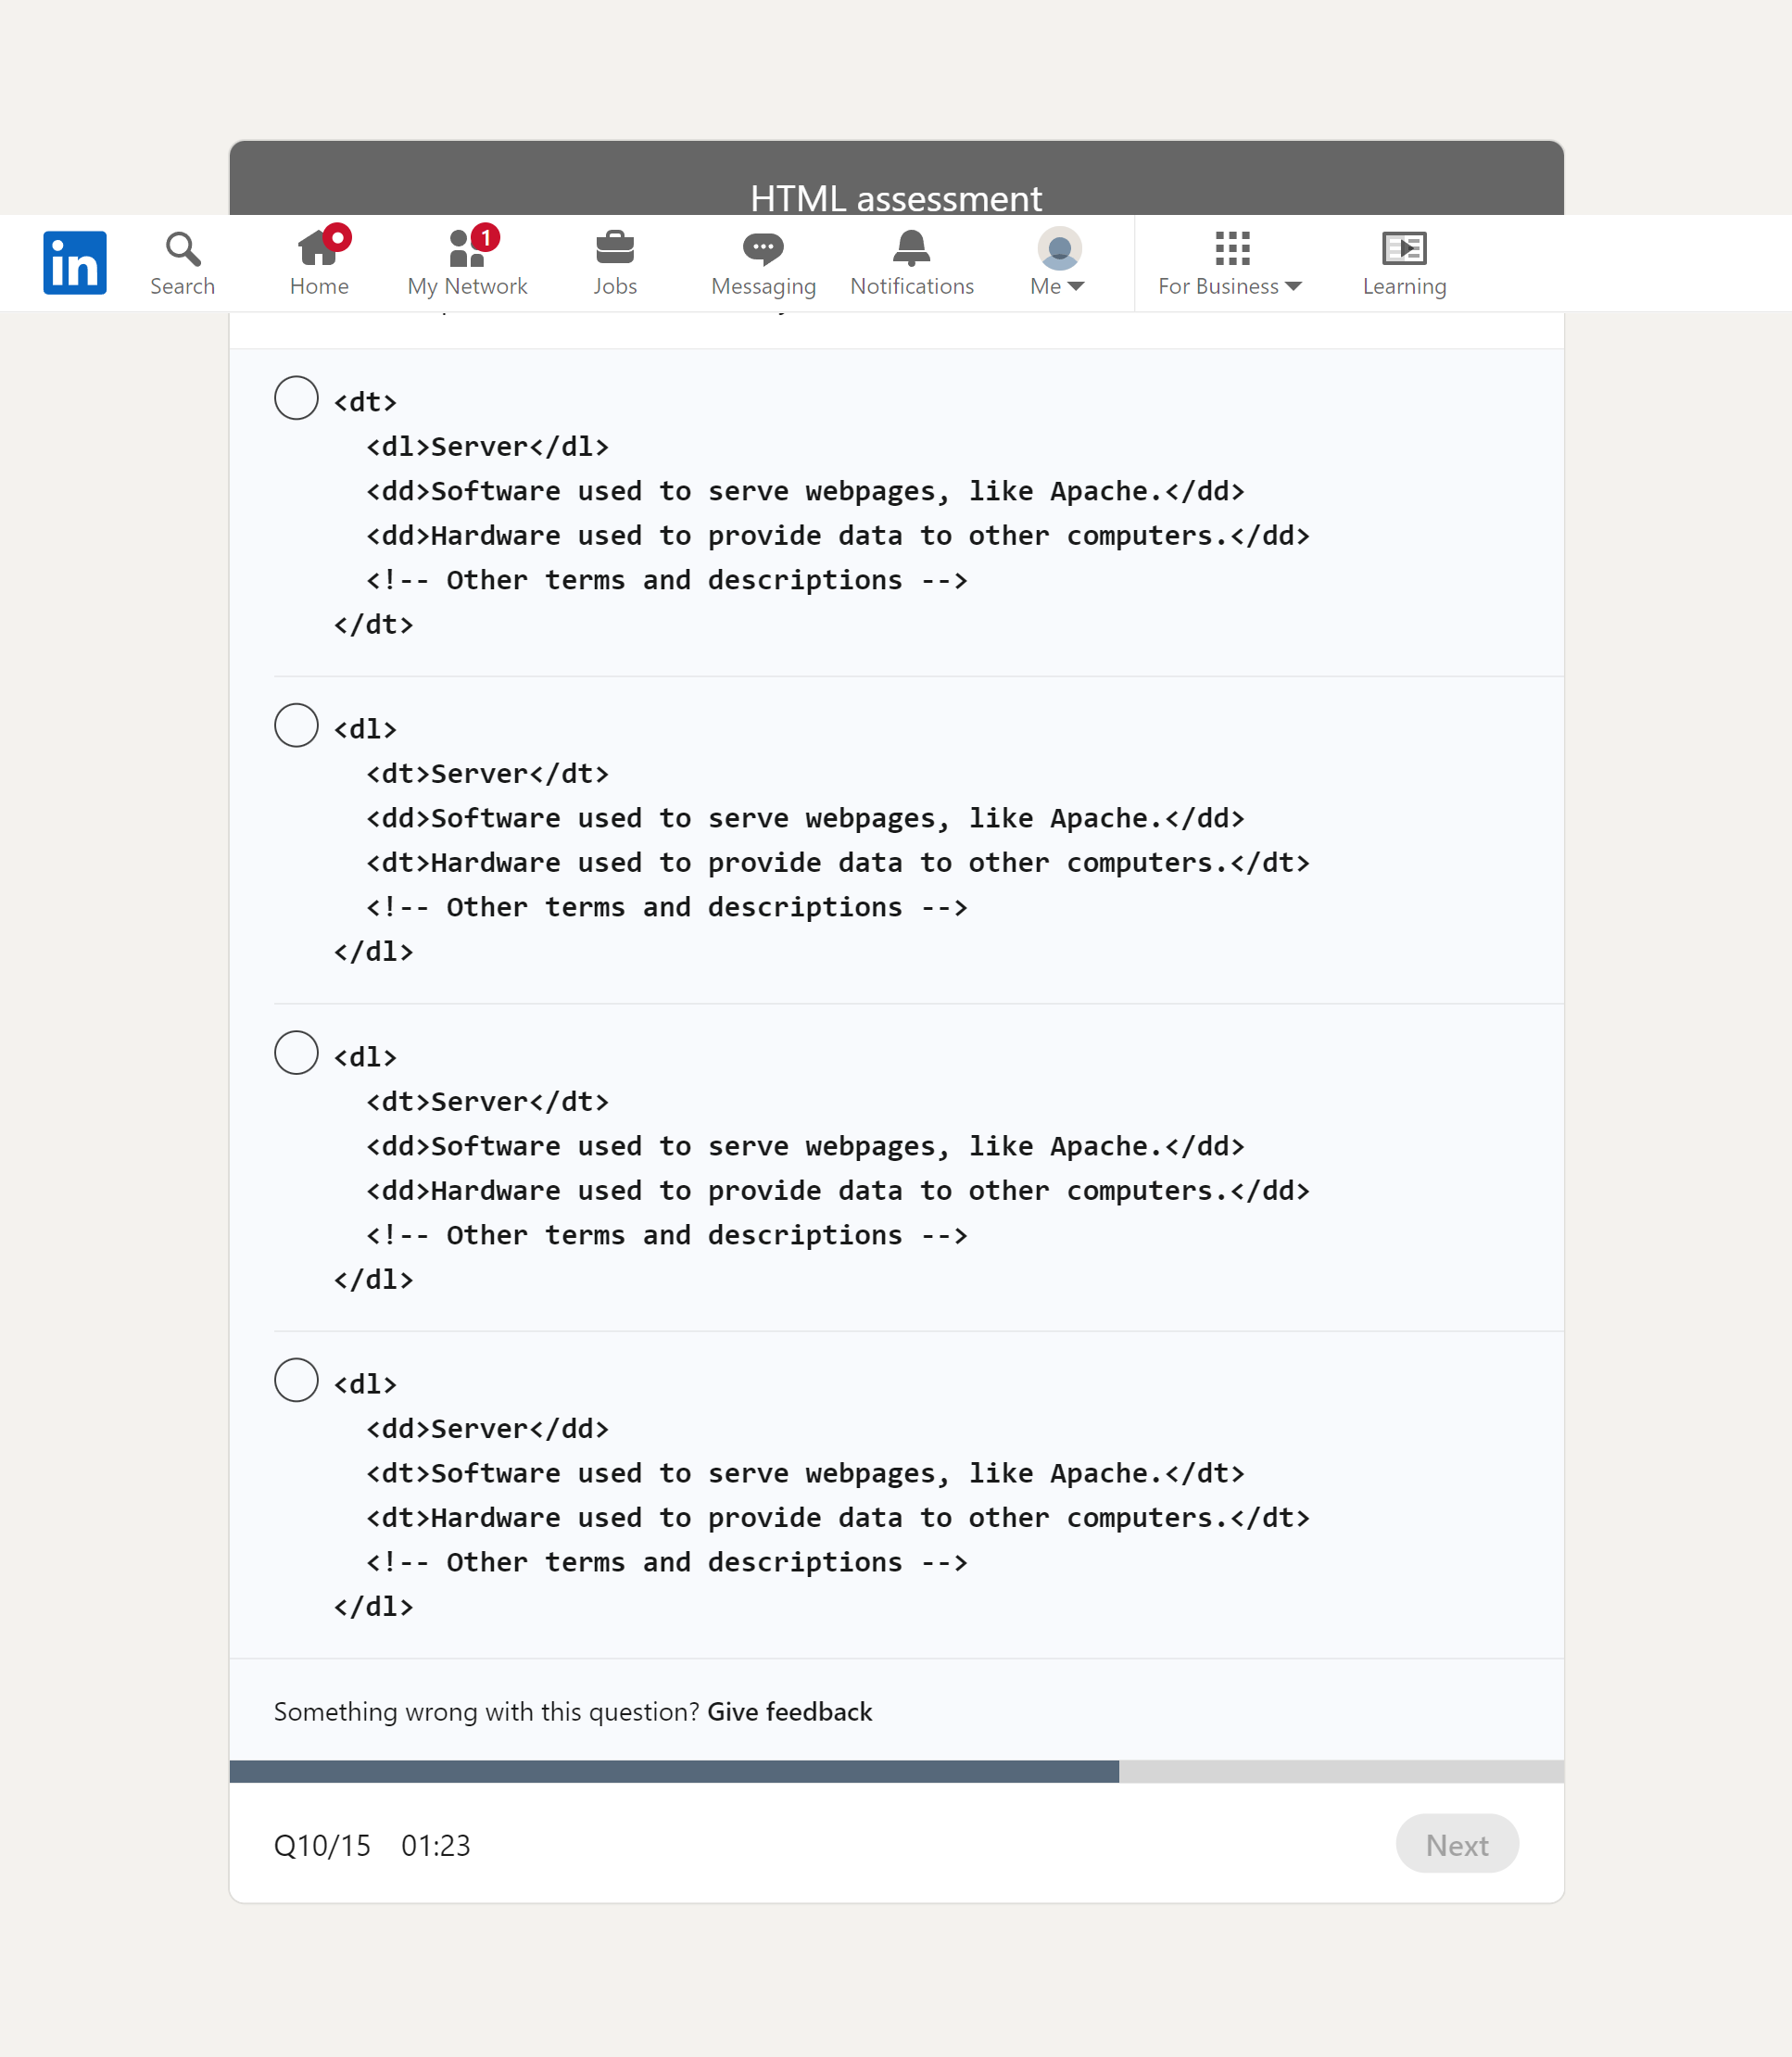 HTML assessment
in
Search
Home
1
My Network
Jobs
Messaging
Notifications
Me
For Business
Learning
<dt>
  <dl>Server</dl>
  <dd>Software used to serve webpages, like Apache.</dd>
  <dd>Hardware used to provide data to other computers.</dd>
  <!-- Other terms and descriptions -->
</dt>
<dl>
  <dt>Server</dt>
  <dd>Software used to serve webpages, like Apache.</dd>
  <dt>Hardware used to provide data to other computers.</dt>
  <!-- Other terms and descriptions -->
</dl>
<dl>
  <dt>Server</dt>
  <dd>Software used to serve webpages, like Apache.</dd>
  <dd>Hardware used to provide data to other computers.</dd>
  <!-- Other terms and descriptions -->
</dl>
<dl>
  <dd>Server</dd>
  <dt>Software used to serve webpages, like Apache.</dt>
  <dt>Hardware used to provide data to other computers.</dt>
  <!-- Other terms and descriptions -->
</dl>
Something wrong with this question? Give feedback
Q10/15 01:23
Next